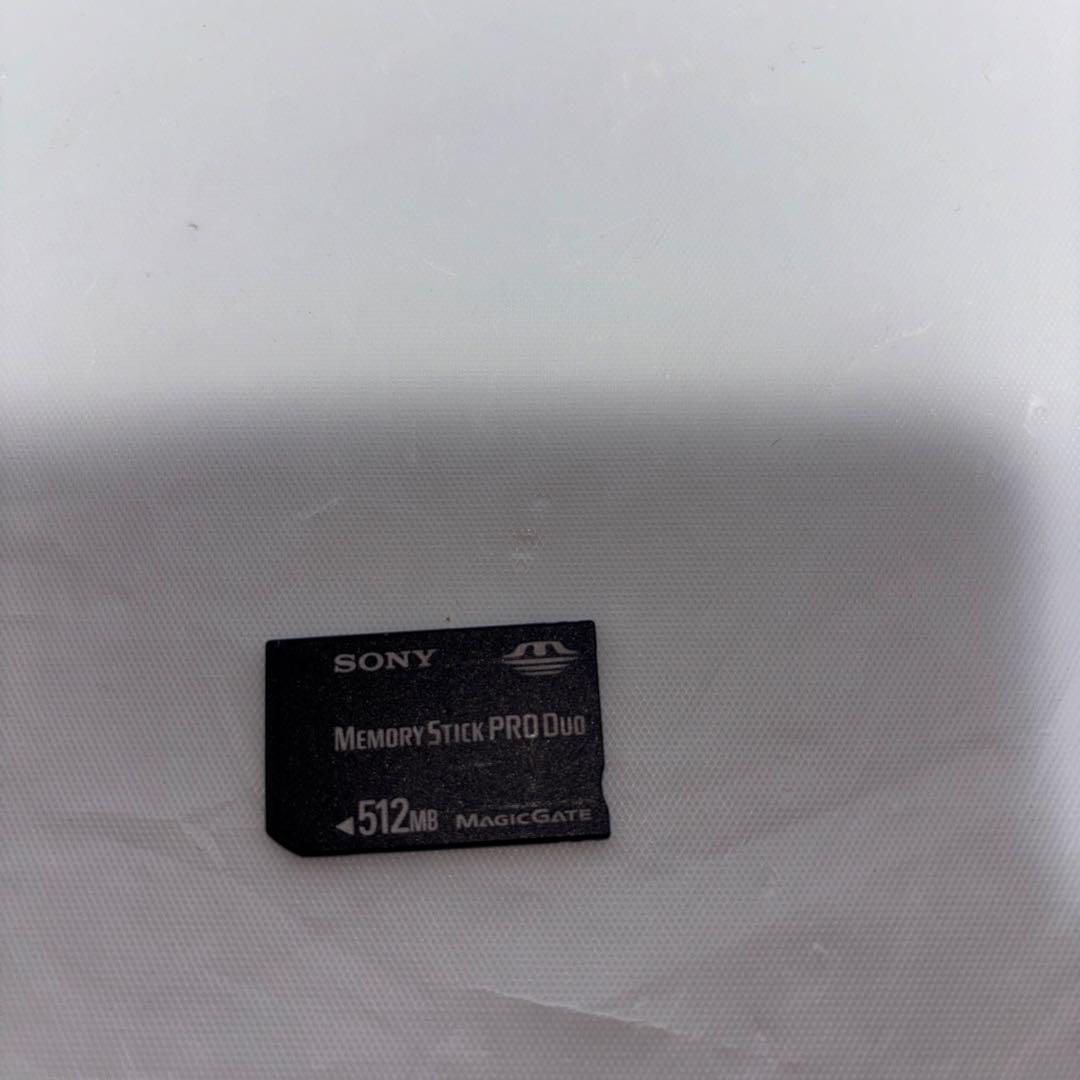 SONY
MEMORY STICK PRO DUO
◄512MB MAGICGATE